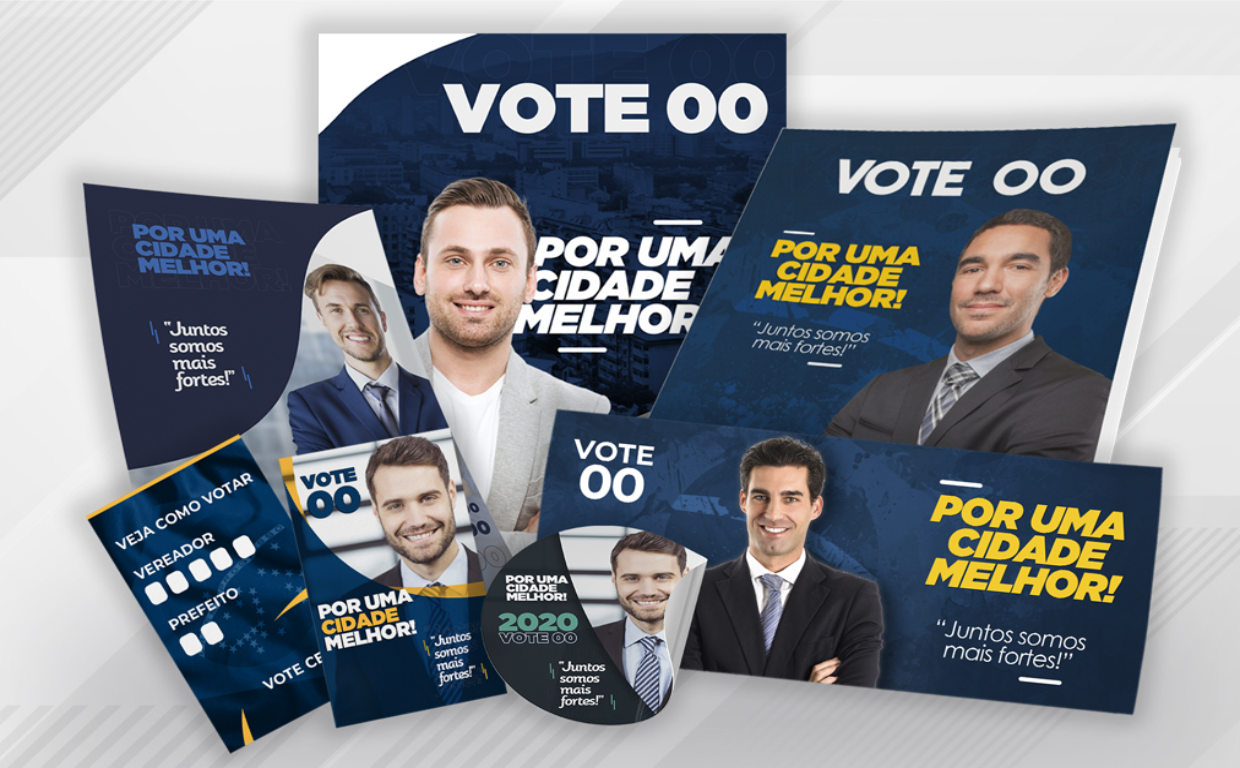 VOTE 00
POR UMA
CIDADE
MELHOR
VOTE 00
POR UMA
CIDADE
MELHOR!
"Juntos somos
mais fortes!"
POR UMA
CIDADE
MELHOR!
"Juntos
somos
mais
fortes!"
VEJA COMO VOTAR
VEREADOR
PREFEITO
VOTE CE
VOTE
00
POR UMA
CIDADE
MELHOR!
"Juntos
somos
mais
fortes!"
POR UMA
CIDADE
MELHOR!
2020
VOTE 00
"Juntos
somos
mais
fortes!"
VOTE
00
POR UMA
CIDADE
MELHOR!
"Juntos somos
mais fortes!"